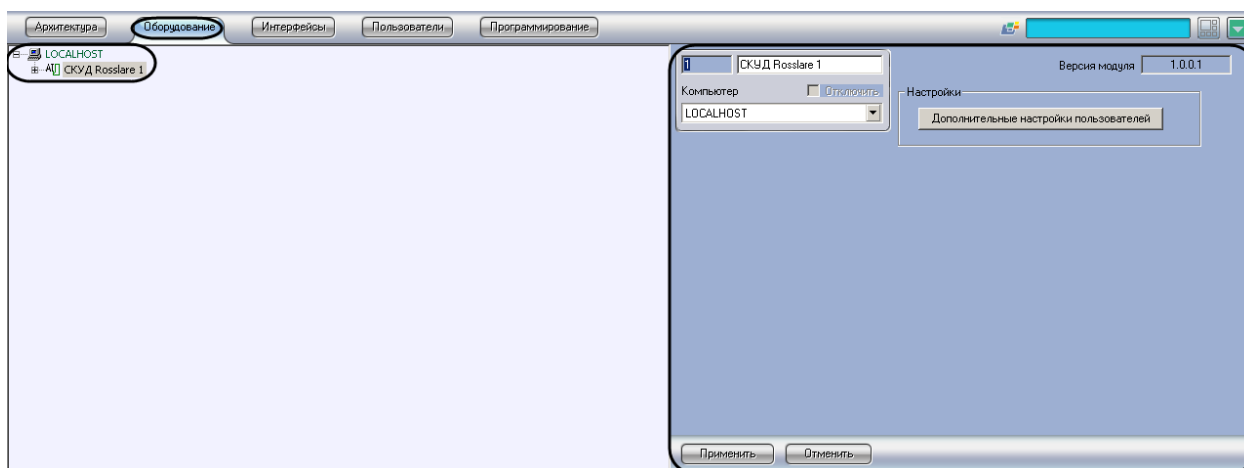 Архитектура Оборудование Интерфейсы Пользователи Программирование
LOCALHOST
СКУД Rosslare 1
1 СКУД Rosslare 1 Версия модуля 1.0.0.1
Компьютер Отключить Настройки
LOCALHOST Дополнительные настройки пользователей
Применить Отменить